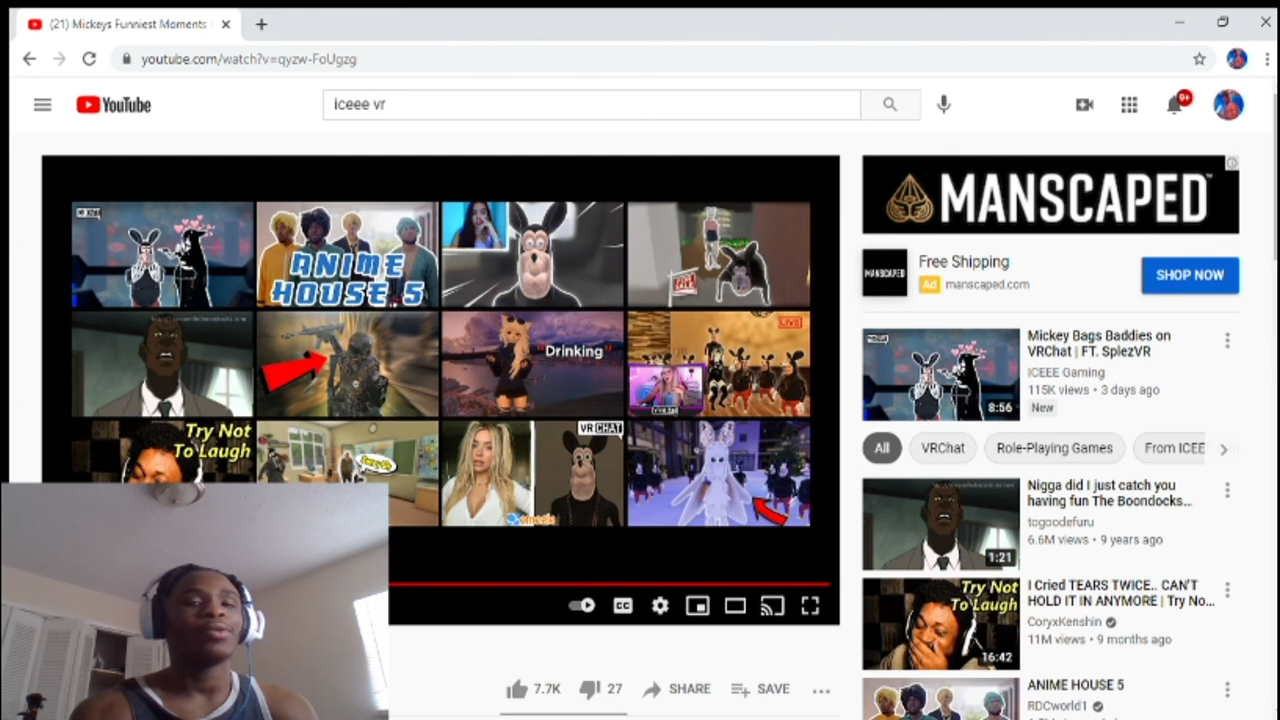 (21) Mickeys Funniest Moments
youtube.com/watch?v=qyzw-FoUgzg
YouTube
iceee vr
9+
ANIME
HOUSE 5
"Drinking"
LIVE
Try Not
To Laugh
VRCHAT
omegle
7.7K
27
SHARE
SAVE
CC
MANSCAPED™
MANSCAPED
Free Shipping
Ad manscaped.com
SHOP NOW
8:56
Mickey Bags Baddies on
VRChat | FT. SplezVR
ICEEE Gaming
115K views • 3 days ago
New
All
VRChat
Role-Playing Games
From ICEE
1:21
Nigga did I just catch you
having fun The Boondocks...
togoodefuru
6.6M views • 9 years ago
Try Not
To Laugh
16:42
I Cried TEARS TWICE.. CAN'T
HOLD IT IN ANYMORE | Try No...
CoryxKenshin
11M views • 9 months ago
ANIME HOUSE 5
RDCworld1